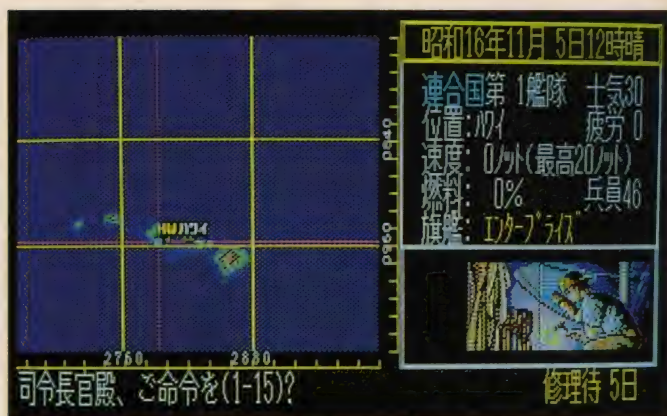 昭和16年11月 5日12時晴
連合国第 1艦隊 士気30
位置:ハワイ 疲労 0
速度: 0ノット(最高20ノット)
燃料: 0% 兵員46
旗艦: エンタープライズ
HWハワイ
0840
0960
2760
2880
司令長官殿、ご命令を(1-15)?
修理待 5日